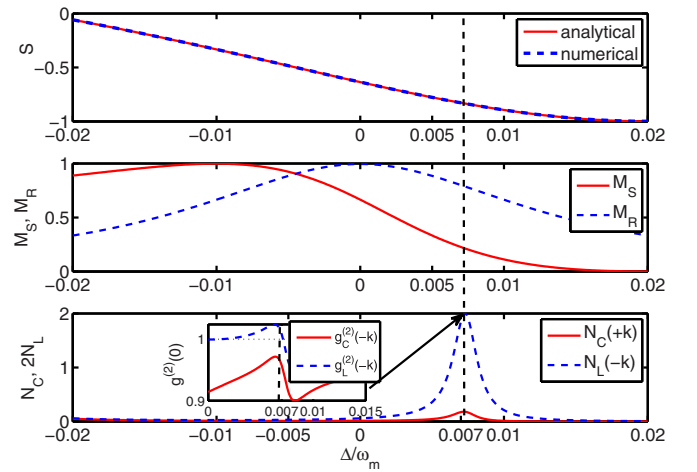 S
0
−0.5
−1
analytical
numerical
−0.02 −0.01 0 0.005 0.01 0.02
M_S, M_R
1
0.5
0
M_S
M_R
−0.02 −0.01 0 0.005 0.01 0.02
N_C, 2N_L
2
1
0
N_C(+k)
N_L(−k)
g^(2)(0)
1
0.9
g_C^(2)(−k)
g_L^(2)(−k)
0 0.007 0.01 0.015
−0.02 −0.01 −0.005 0 0.007 0.01 0.02
Δ/ω_m